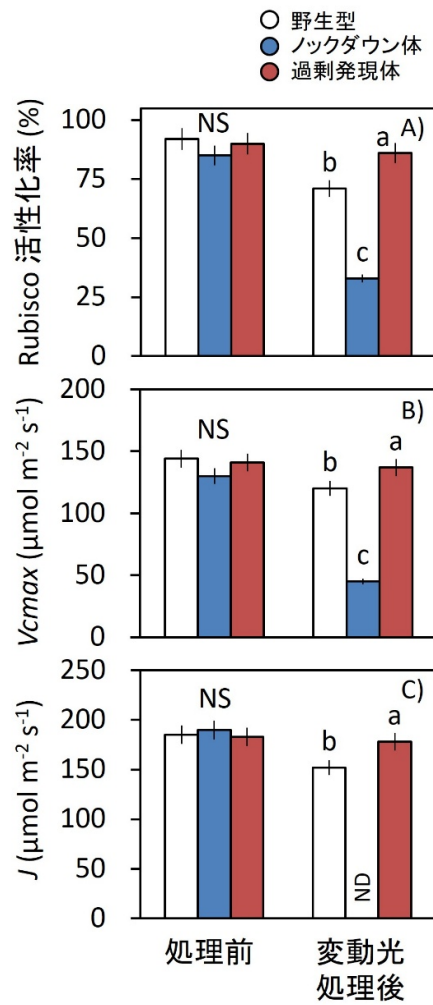 野生型
ノックダウン体
過剰発現体
Rubisco 活性化率 (%)
100
75
50
25
0
NS
b
c
a
A)
Vcmax (μmol m⁻² s⁻¹)
200
150
100
50
0
NS
b
c
a
B)
J (μmol m⁻² s⁻¹)
250
200
150
100
50
0
NS
b
ND
a
C)
処理前
変動光
処理後